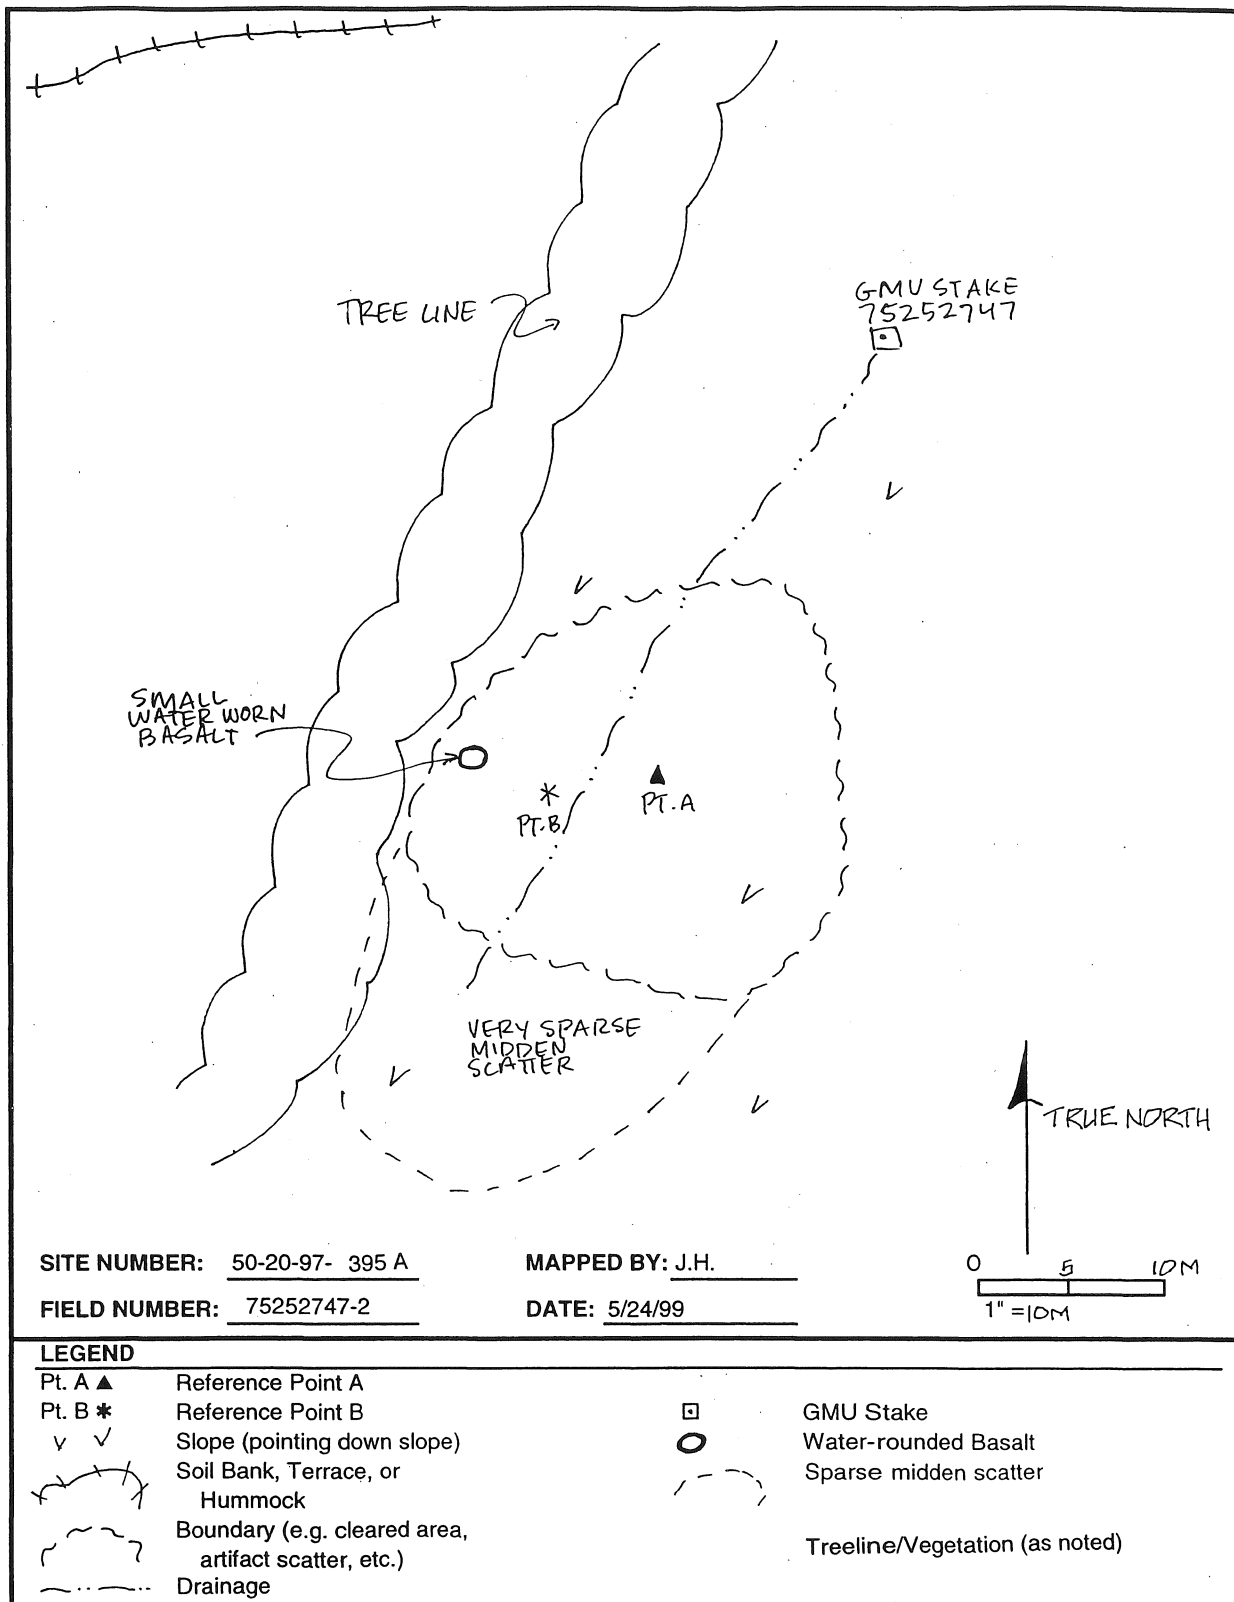 GMU STAKE
75252747
TREE LINE
SMALL
WATER WORN
BASALT
PT. A
PT. B
VERY SPARSE
MIDDEN
SCATTER
TRUE NORTH
SITE NUMBER: 50-20-97- 395 A
MAPPED BY: J.H.
0 5 10M
FIELD NUMBER: 75252747-2
DATE: 5/24/99
1" = 10M
LEGEND
Pt. A Reference Point A
Pt. B Reference Point B
GMU Stake
Slope (pointing down slope)
Water-rounded Basalt
Soil Bank, Terrace, or
Hummock
Sparse midden scatter
Boundary (e.g. cleared area,
artifact scatter, etc.)
Treeline/Vegetation (as noted)
Drainage